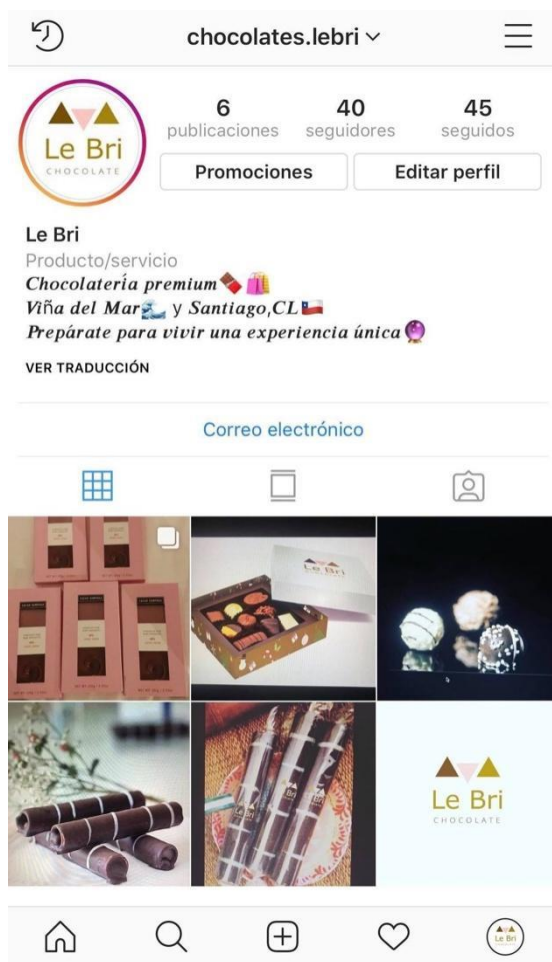 chocolates.lebri
6 40 45
publicaciones seguidores seguidos
Le Bri
CHOCOLATE
Promociones Editar perfil
Le Bri
Producto/servicio
Chocolatería premium🍫🛍️
Viña del Mar🌊 y Santiago,CL🇨🇱
Prepárate para vivir una experiencia única🔮
VER TRADUCCIÓN
Correo electrónico
Le Bri
Le Bri
CHOCOLATE
Le Bri